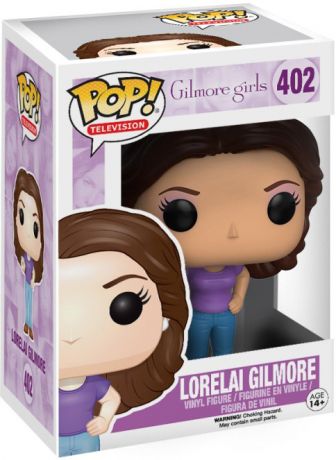 POP!
TELEVISION
Gilmore girls
402
LORELAI GILMORE
402
LORELAI GILMORE
VINYL FIGURE / FIGURINE EN VINYLE /
FIGURA DE VINIL
WARNING: CHOKING HAZARD.
May contain small parts.
AGE
14+